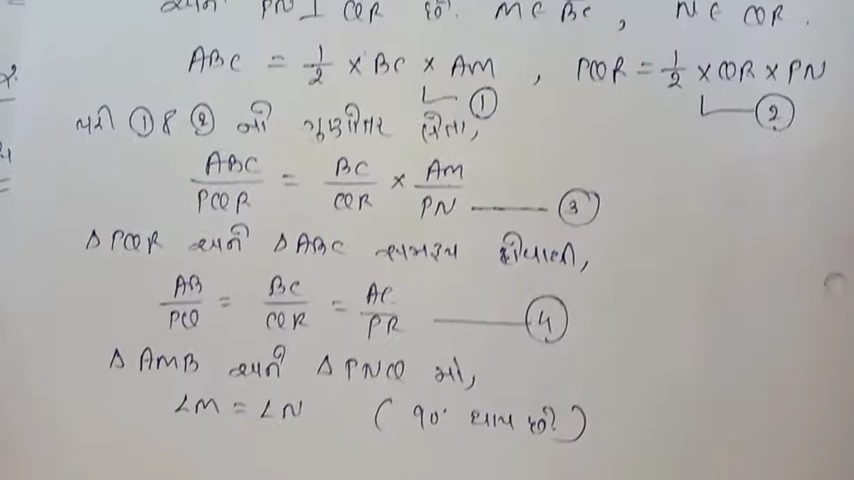 અને PN ⊥ QR છે. M ∈ BC, N ∈ QR.
ABC = 1/2 × BC × AM, PQR = 1/2 × QR × PN
① ②
પરી ① & ② નો ગુણોત્તર લેતા,
ABC/PQR = BC/QR × AM/PN —— ③
Δ PQR અને Δ ABC સમરૂપ હોવાથી,
AB/PQ = BC/QR = AC/PR —— ④
Δ AMB અને Δ PNQ માં,
∠M = ∠N (90° થાય છે)